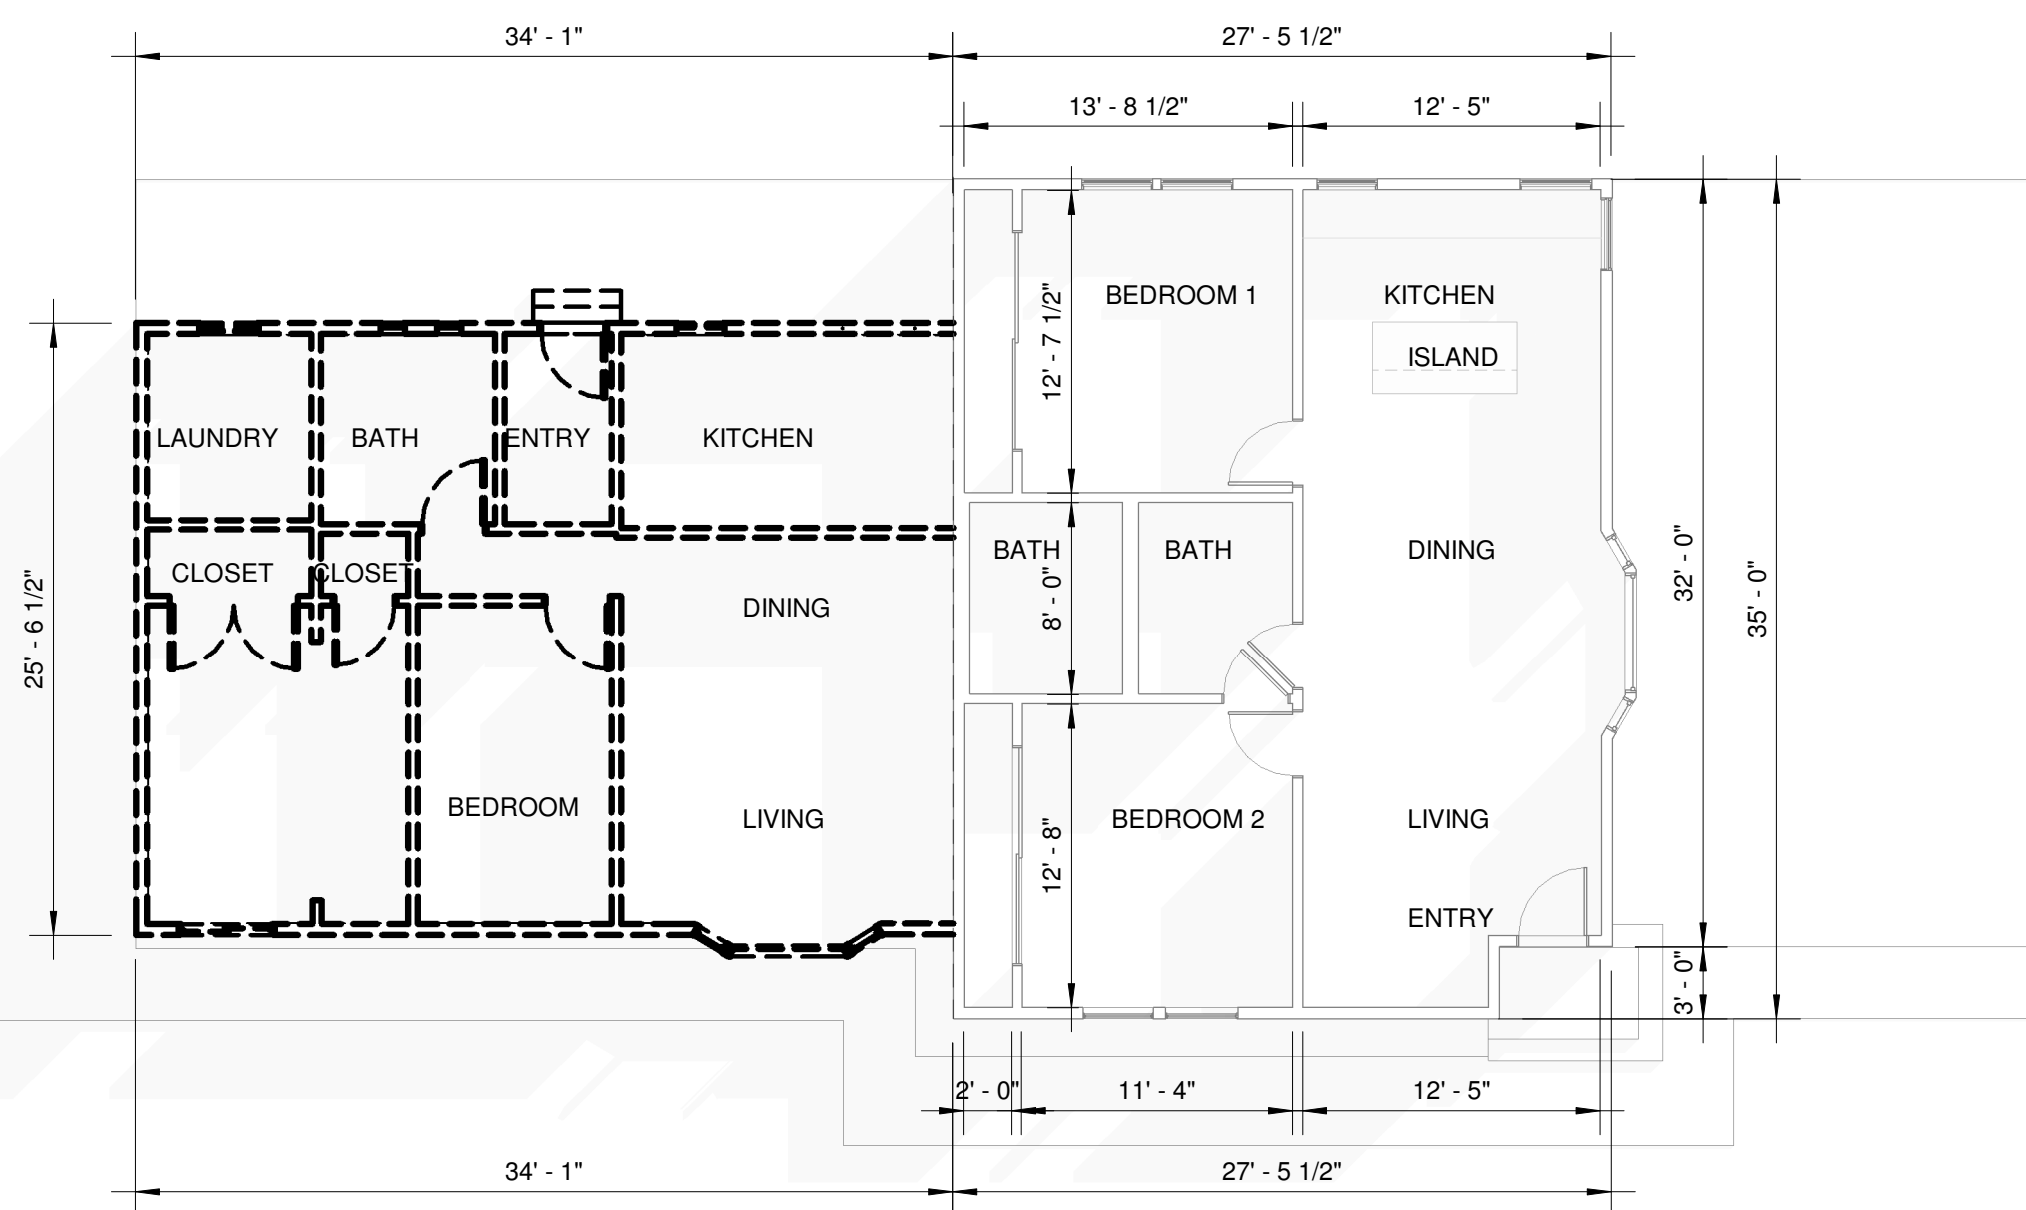 34' - 1"
27' - 5 1/2"
13' - 8 1/2"
12' - 5"
BEDROOM 1
KITCHEN
12' - 7 1/2"
ISLAND
LAUNDRY
BATH
ENTRY
KITCHEN
BATH
BATH
DINING
32' - 0"
35' - 0"
CLOSET
CLOSET
8' - 0"
25' - 6 1/2"
DINING
BEDROOM
LIVING
BEDROOM 2
LIVING
12' - 8"
ENTRY
3' - 0"
2' - 0"
11' - 4"
12' - 5"
34' - 1"
27' - 5 1/2"